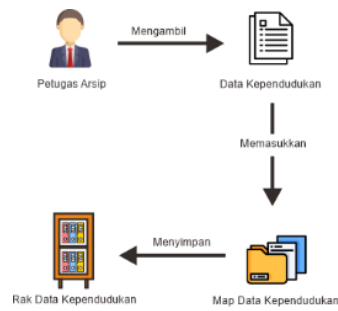 Mengambil
Petugas Arsip
Data Kependudukan
Memasukkan
Menyimpan
Rak Data Kependudukan
Map Data Kependudukan